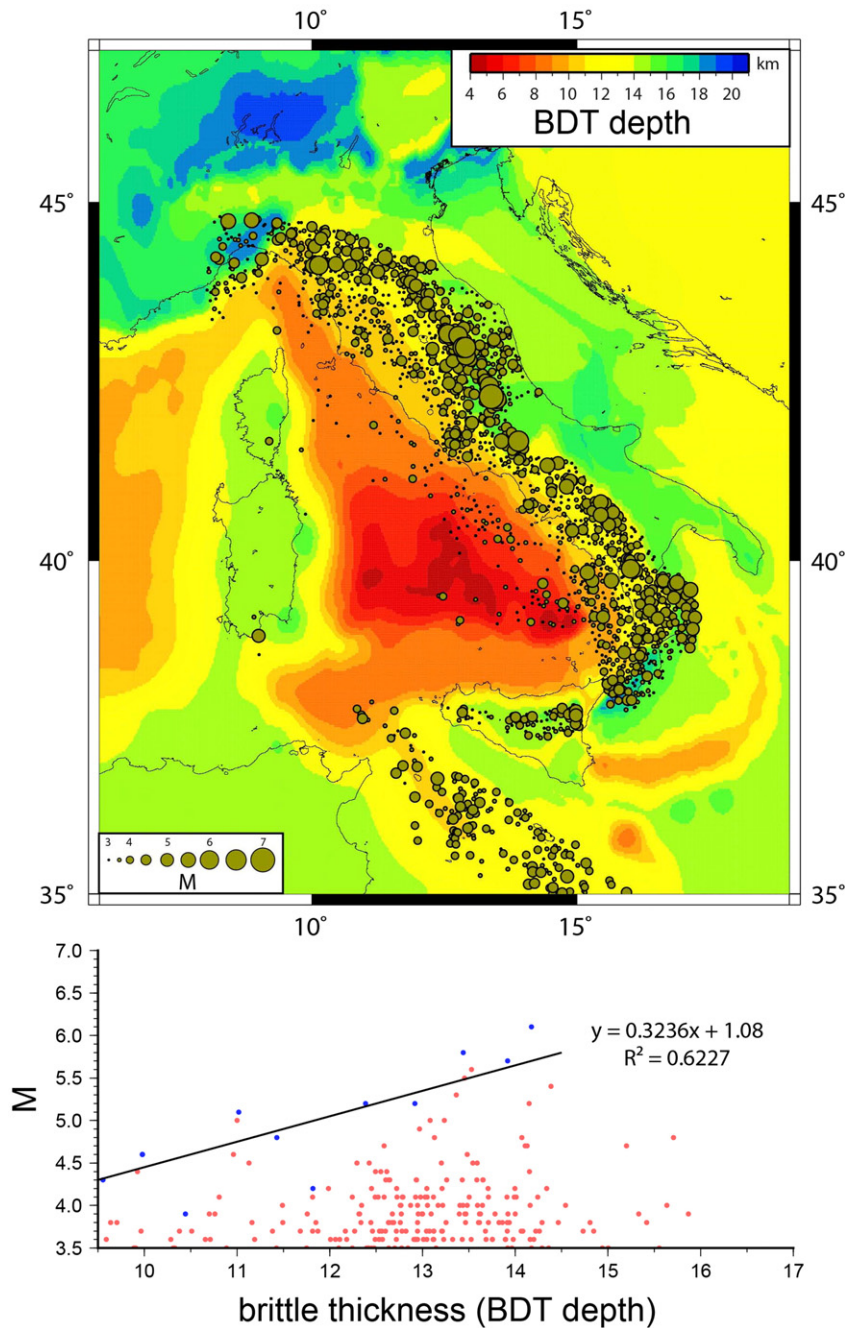 10° 15°
km
4 6 8 10 12 14 16 18 20
BDT depth
45° 45°
40° 40°
3 4 5 6 7
M
35° 35°
10° 15°
7.0
6.5
6.0
5.5
5.0
4.5
4.0
3.5
M
y = 0.3236x + 1.08
R² = 0.6227
10 11 12 13 14 15 16 17
brittle thickness (BDT depth)